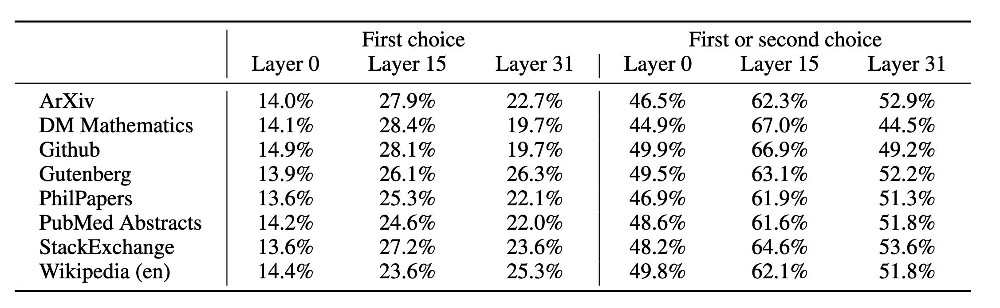 First choice First or second choice
Layer 0 Layer 15 Layer 31 Layer 0 Layer 15 Layer 31
ArXiv 14.0% 27.9% 22.7% 46.5% 62.3% 52.9%
DM Mathematics 14.1% 28.4% 19.7% 44.9% 67.0% 44.5%
Github 14.9% 28.1% 19.7% 49.9% 66.9% 49.2%
Gutenberg 13.9% 26.1% 26.3% 49.5% 63.1% 52.2%
PhilPapers 13.6% 25.3% 22.1% 46.9% 61.9% 51.3%
PubMed Abstracts 14.2% 24.6% 22.0% 48.6% 61.6% 51.8%
StackExchange 13.6% 27.2% 23.6% 48.2% 64.6% 53.6%
Wikipedia (en) 14.4% 23.6% 25.3% 49.8% 62.1% 51.8%